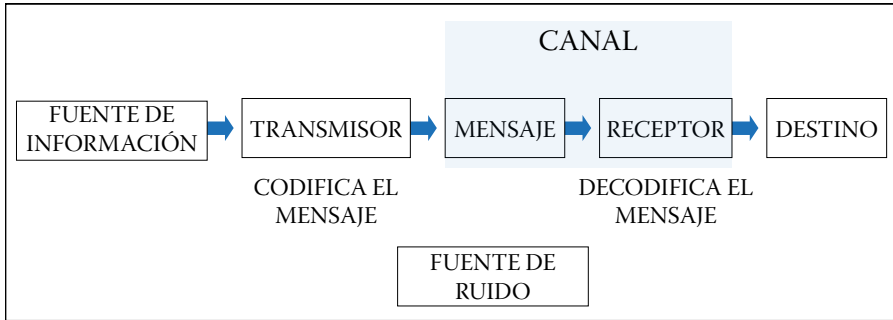 CANAL
FUENTE DE
INFORMACIÓN
TRANSMISOR
MENSAJE
RECEPTOR
DESTINO
CODIFICA EL
MENSAJE
DECODIFICA EL
MENSAJE
FUENTE DE
RUIDO